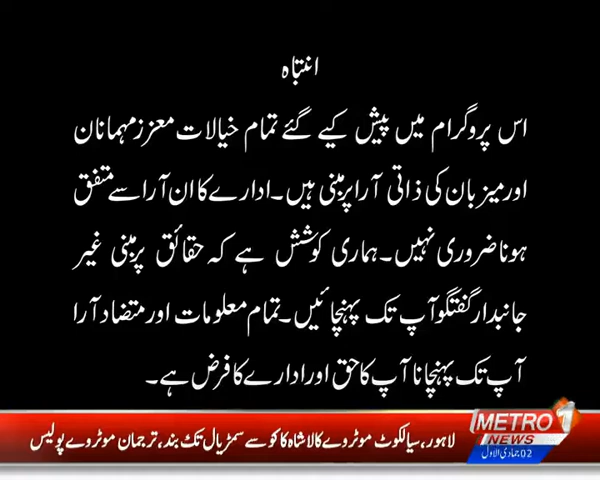 انتباہ
اس پروگرام میں پیش کیے گئے تمام خیالات معزز مہمانان
اور میزبان کی ذاتی آرا پر مبنی ہیں۔ ادارے کا ان آرا سے متفق
ہونا ضروری نہیں۔ ہماری کوشش ہے کہ حقائق پر مبنی غیر
جانبدار گفتگو آپ تک پہنچائیں۔ تمام معلومات اور متضاد آرا
آپ تک پہنچانا آپ کا حق اور ادارے کا فرض ہے۔
لاہور، سیالکوٹ موٹروے کالا شاہ کاکو سے سمڑیال تک بند، ترجمان موٹروے پولیس
METRO 1
NEWS
02 جمادی الاول